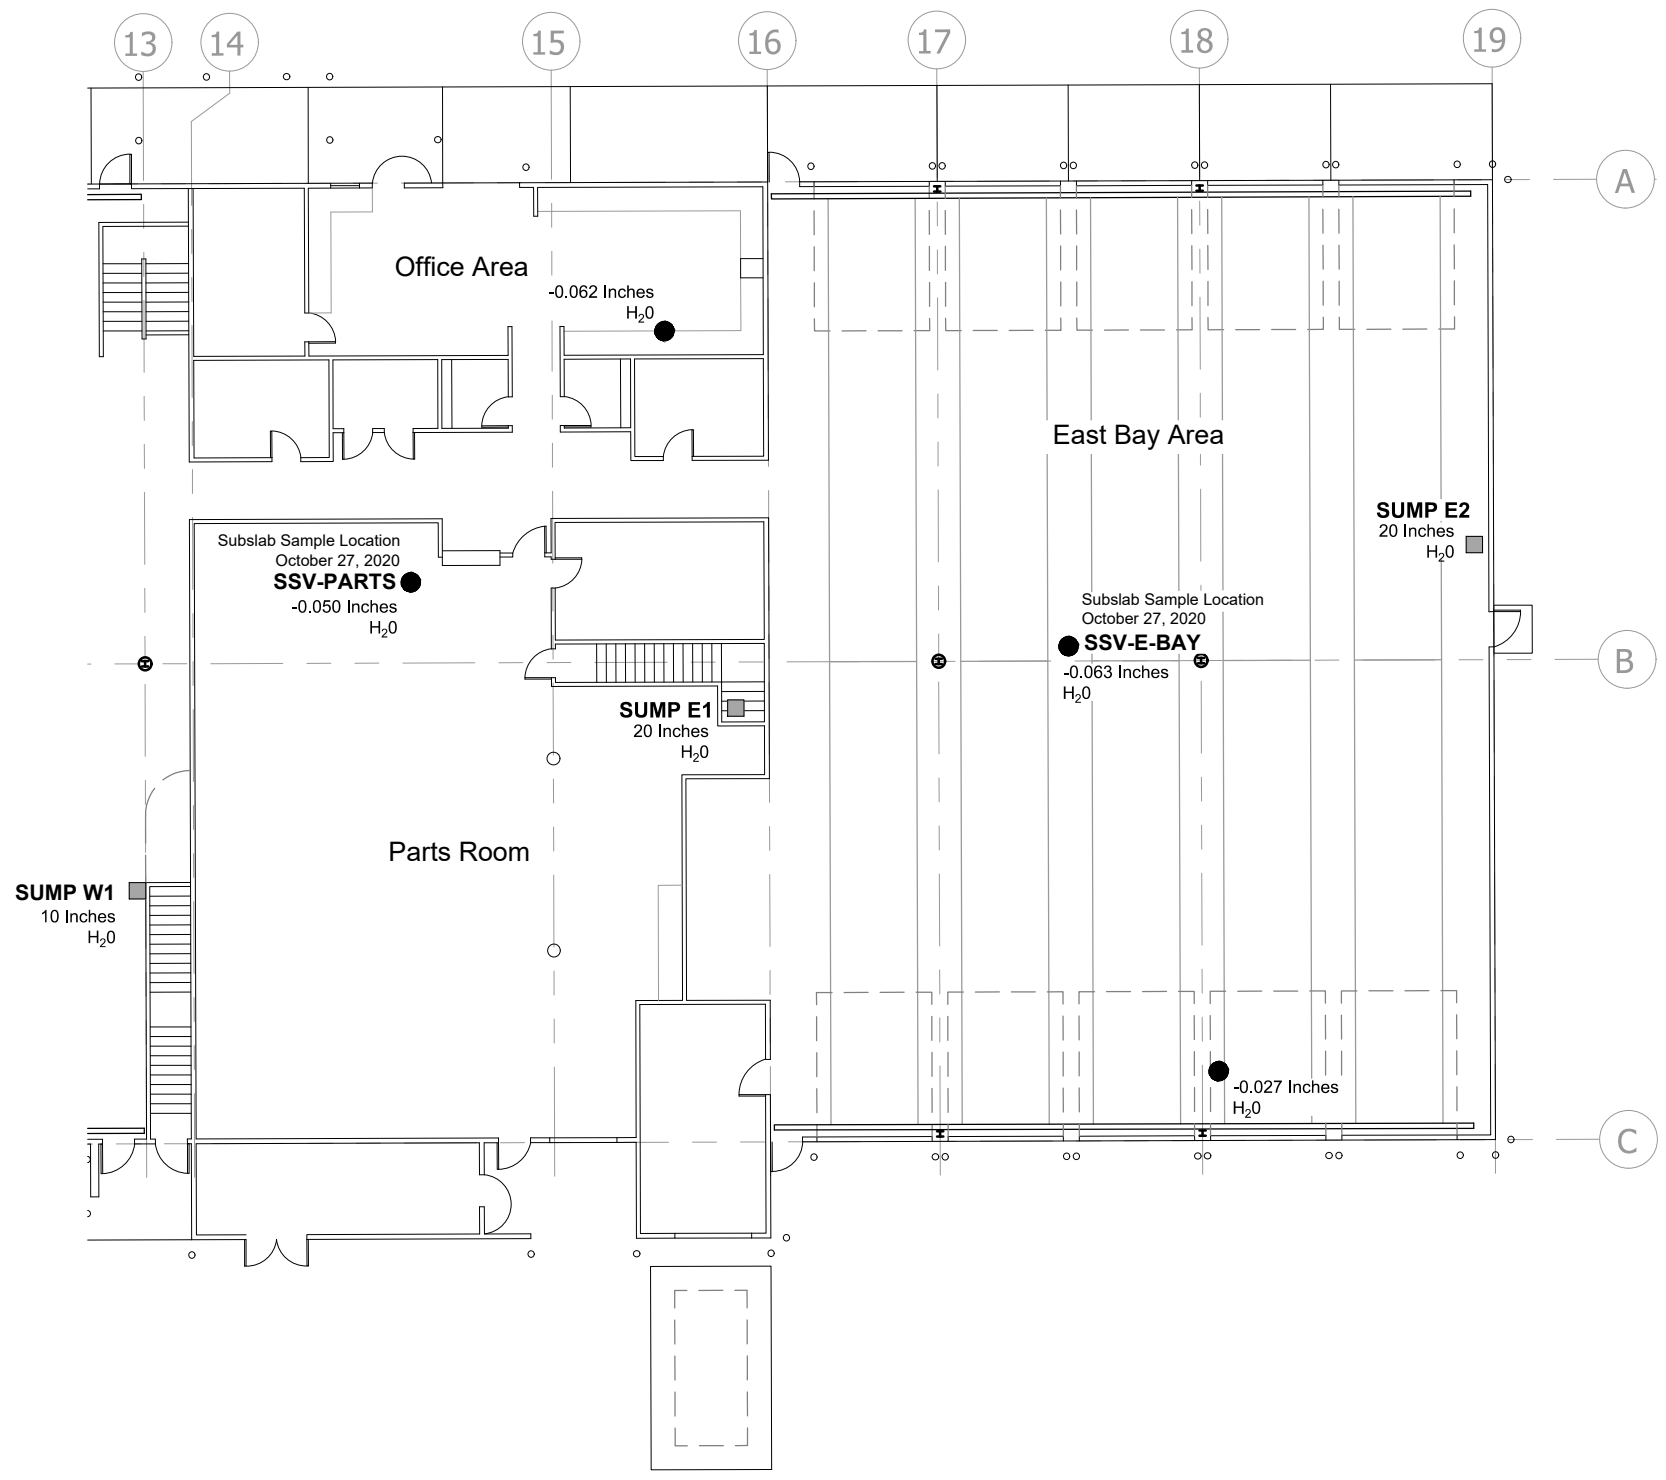 13
14
15
16
17
18
19
A
Office Area
-0.062 Inches
H₂0
East Bay Area
SUMP E2
20 Inches
H₂0
Subslab Sample Location
October 27, 2020
SSV-PARTS
-0.050 Inches
H₂0
Subslab Sample Location
October 27, 2020
SSV-E-BAY
-0.063 Inches
H₂0
B
SUMP E1
20 Inches
H₂0
Parts Room
SUMP W1
10 Inches
H₂0
-0.027 Inches
H₂0
C